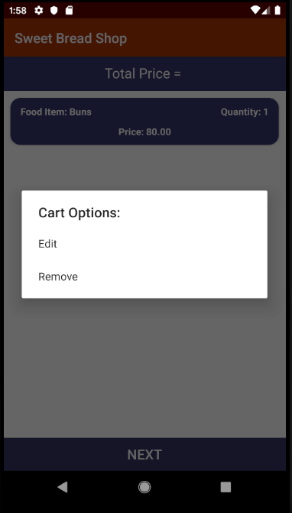 1:58
Sweet Bread Shop
Total Price =
Food Item: Buns Quantity: 1
Price: 80.00
Cart Options:
Edit
Remove
NEXT